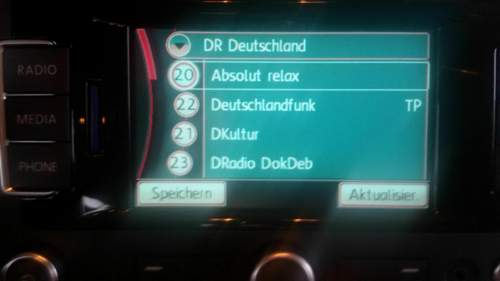 DR Deutschland
RADIO
20 Absolut relax
22 Deutschlandfunk TP
MEDIA
21 DKultur
PHONE
23 DRadio DokDeb
Speichern Aktualisier.